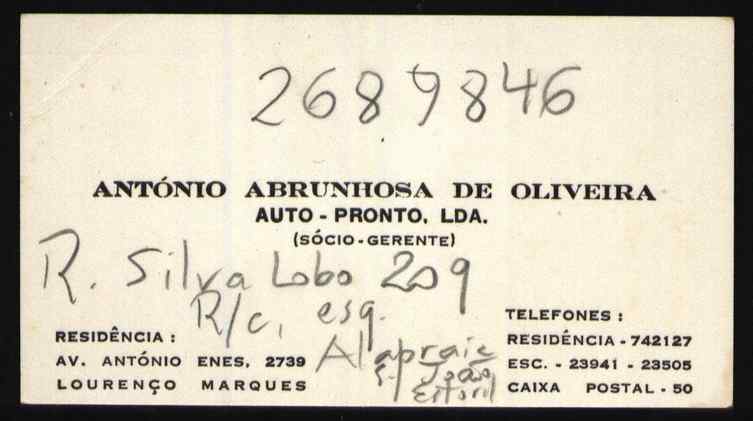 2689846
ANTÓNIO ABRUNHOSA DE OLIVEIRA
AUTO - PRONTO, LDA.
(SÓCIO - GERENTE)
R. Silva Lobo 209
R/c, esq.
Alapraie
S. João
Estoril
RESIDÊNCIA :
AV. ANTÓNIO ENES, 2739
LOURENÇO MARQUES
TELEFONES :
RESIDÊNCIA - 742127
ESC. - 23941 - 23505
CAIXA POSTAL - 50